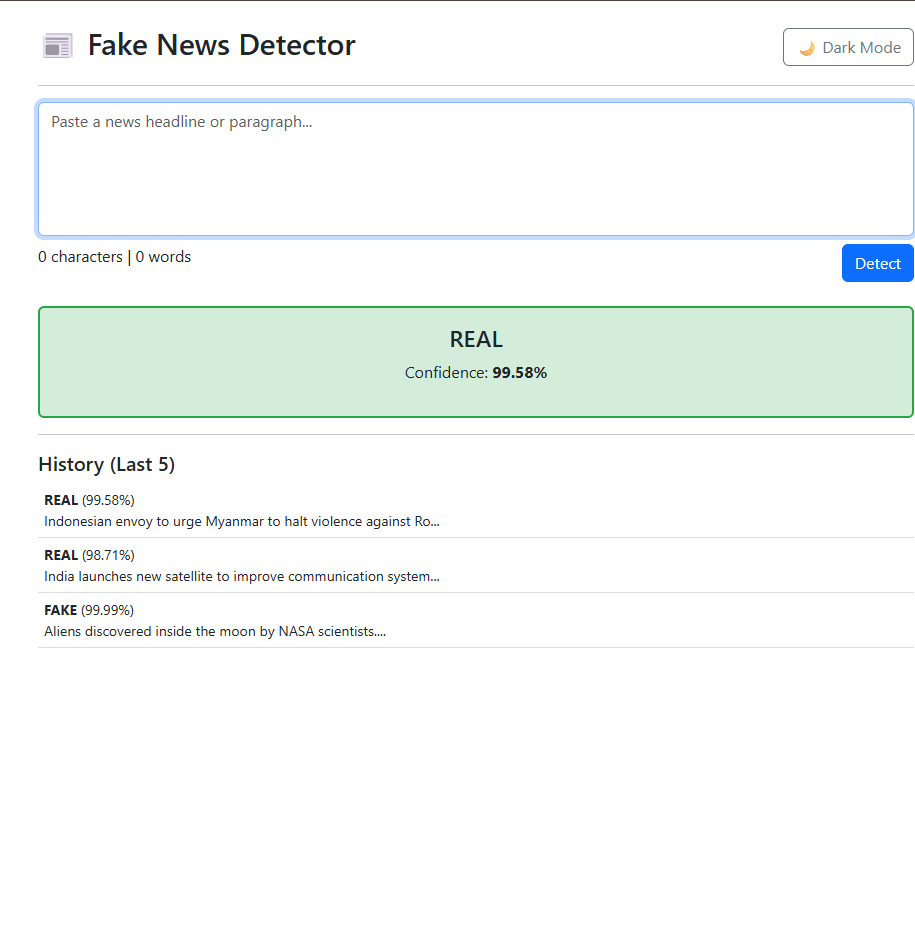 Fake News Detector
🌙 Dark Mode
Paste a news headline or paragraph...
0 characters | 0 words
Detect
REAL
Confidence: 99.58%
History (Last 5)
REAL (99.58%)
Indonesian envoy to urge Myanmar to halt violence against Ro...
REAL (98.71%)
India launches new satellite to improve communication system...
FAKE (99.99%)
Aliens discovered inside the moon by NASA scientists....